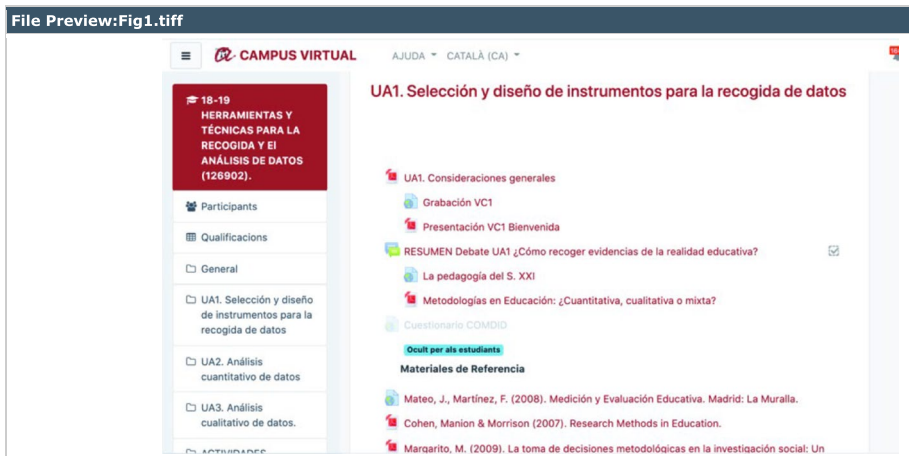 File Preview:Fig1.tiff
CAMPUS VIRTUAL
AJUDA
CATALÀ (CA)
18-19
HERRAMIENTAS Y
TÉCNICAS PARA LA
RECOGIDA Y El
ANÁLISIS DE DATOS
(126902).
Participants
Qualificacions
General
UA1. Selección y diseño
de instrumentos para la
recogida de datos
UA2. Análisis
cuantitativo de datos
UA3. Análisis
cualitativo de datos.
ACTIVIDADES
UA1. Selección y diseño de instrumentos para la recogida de datos
UA1. Consideraciones generales
Grabación VC1
Presentación VC1 Bienvenida
RESUMEN Debate UA1 ¿Cómo recoger evidencias de la realidad educativa?
La pedagogía del S. XXI
Metodologías en Educación: ¿Cuantitativa, cualitativa o mixta?
Cuestionario COMDID
Ocult per als estudiants
Materiales de Referencia
Mateo, J., Martínez, F. (2008). Medición y Evaluación Educativa. Madrid: La Muralla.
Cohen, Manion & Morrison (2007). Research Methods in Education.
Margarito, M. (2009). La toma de decisiones metodológicas en la investigación social: Un